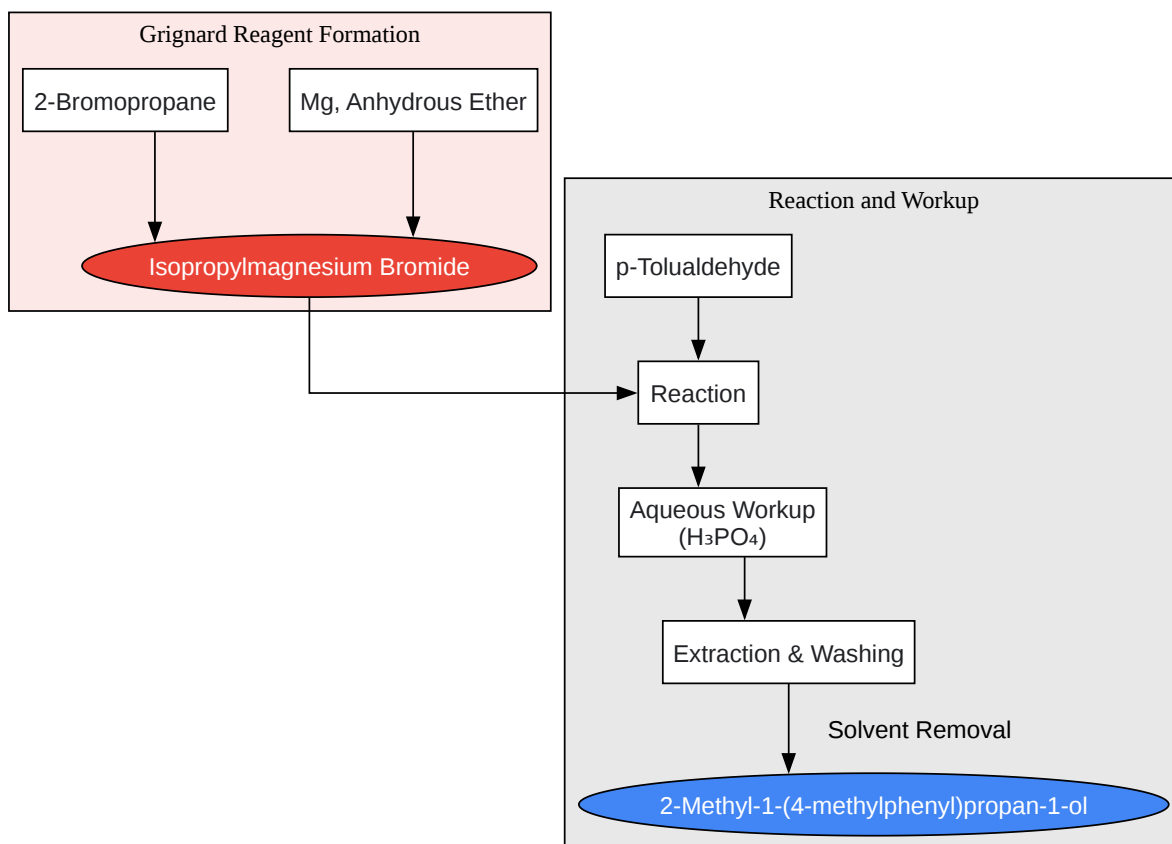 Grignard Reagent Formation
2-Bromopropane
Mg, Anhydrous Ether
Isopropylmagnesium Bromide
Reaction and Workup
p-Tolualdehyde
Reaction
Aqueous Workup
(H₃PO₄)
Extraction & Washing
Solvent Removal
2-Methyl-1-(4-methylphenyl)propan-1-ol